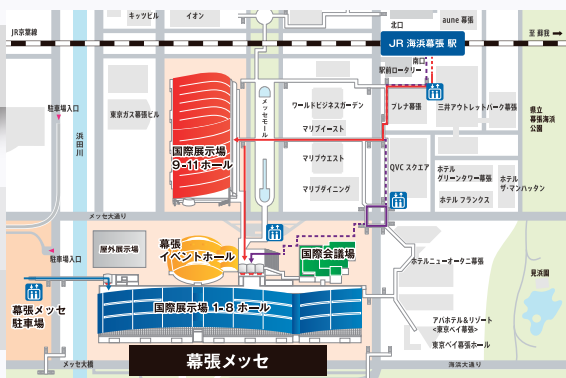 キッツビル
イオン
北口
aune 幕張
JR京葉線
JR 海浜幕張 駅
至 蘇我
南口
駅前ロータリー
駐車場入口
浜田川
東京ガス幕張ビル
国際展示場
9-11ホール
メッセモール
ワールドビジネスガーデン
マリブイースト
マリブウエスト
マリブダイニング
プレナ幕張
三井アウトレットパーク幕張
県立
幕張海浜
公園
QVC スクエア
ホテル
グリーンタワー幕張
ホテル
ザ・マンハッタン
ホテル フランクス
メッセ大通り
屋外展示場
幕張
イベントホール
国際会議場
駐車場入口
ホテルニューオータニ幕張
見浜園
幕張メッセ
駐車場
国際展示場 1-8 ホール
アパホテル&リゾート
<東京ベイ幕張>
東京ベイ幕張ホール
幕張メッセ
メッセ大橋
海浜大通り